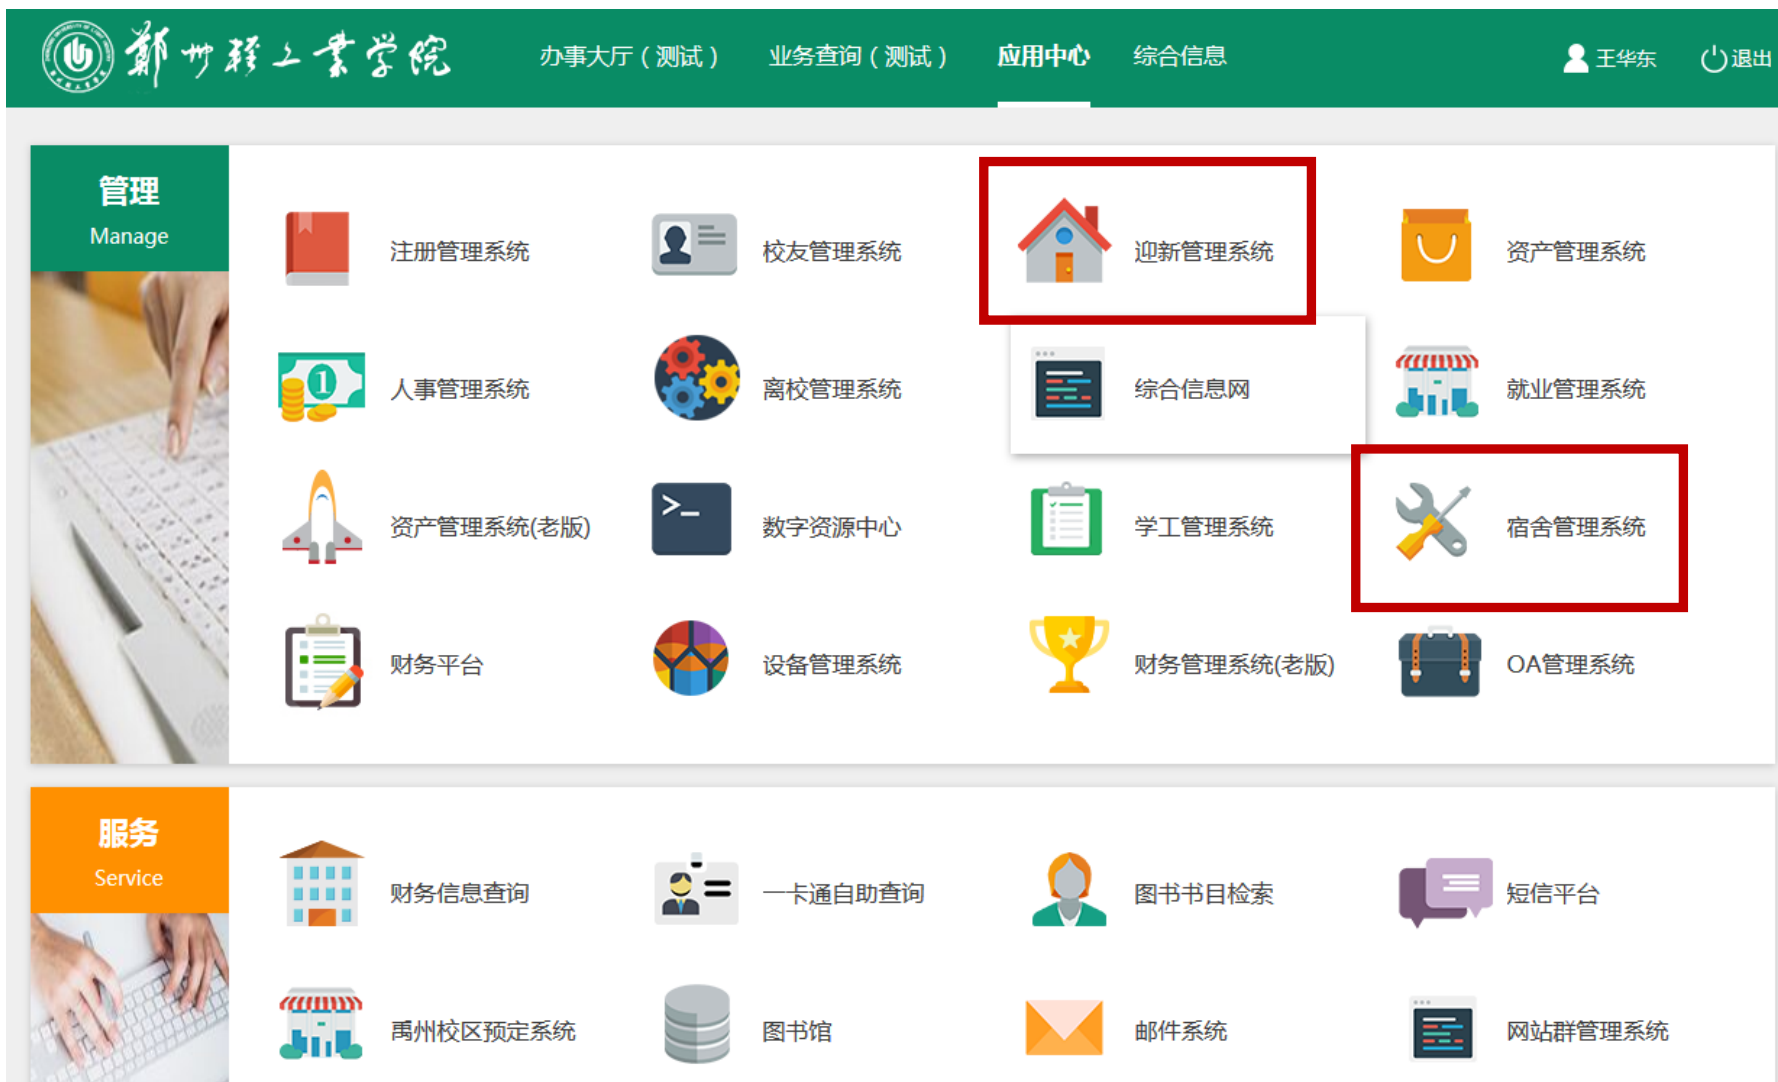 郑州轻工业学院 办事大厅（测试） 业务查询（测试） 应用中心 综合信息 王华东 退出
管理
Manage
注册管理系统 校友管理系统 迎新管理系统 资产管理系统
人事管理系统 离校管理系统 综合信息网 就业管理系统
资产管理系统(老版) 数字资源中心 学工管理系统 宿舍管理系统
财务平台 设备管理系统 财务管理系统(老版) OA管理系统
服务
Service
财务信息查询 一卡通自助查询 图书书目检索 短信平台
禹州校区预定系统 图书馆 邮件系统 网站群管理系统